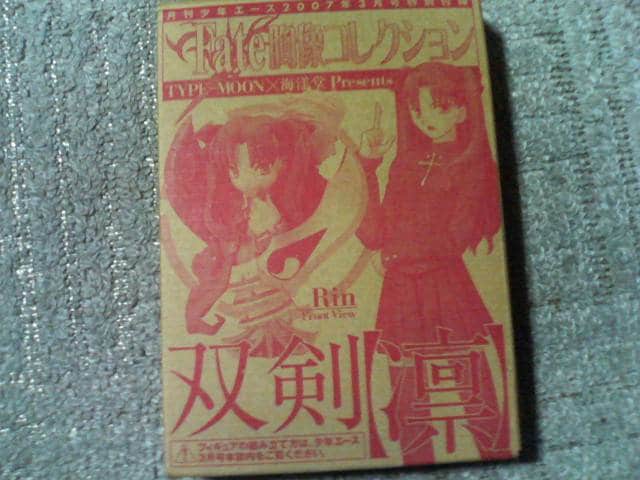 月刊少年エース2007年3月号特別付録
Fate胸像コレクション
TYPE-MOON×海洋堂 Presents
Rin
Front View
双剣【凛】
フィギュアの組み立て方は、少年エース
3月号本誌内をご覧ください。